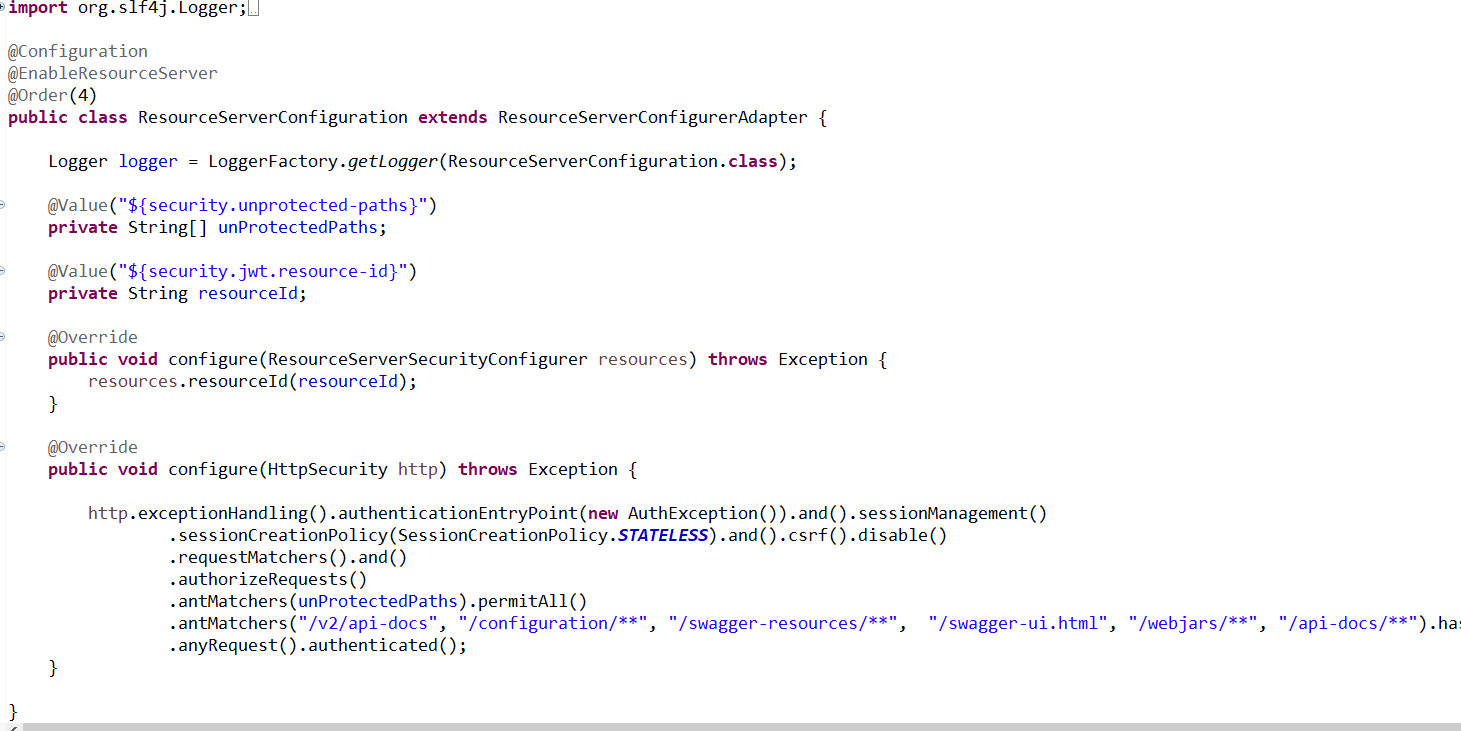 import org.slf4j.Logger;
@Configuration
@EnableResourceServer
@Order(4)
public class ResourceServerConfiguration extends ResourceServerConfigurerAdapter {
Logger logger = LoggerFactory.getLogger(ResourceServerConfiguration.class);
@Value("${security.unprotected-paths}")
private String[] unProtectedPaths;
@Value("${security.jwt.resource-id}")
private String resourceId;
@Override
public void configure(ResourceServerSecurityConfigurer resources) throws Exception {
resources.resourceId(resourceId);
}
@Override
public void configure(HttpSecurity http) throws Exception {
http.exceptionHandling().authenticationEntryPoint(new AuthException()).and().sessionManagement()
.sessionCreationPolicy(SessionCreationPolicy.STATELESS).and().csrf().disable()
.requestMatchers().and()
.authorizeRequests()
.antMatchers(unProtectedPaths).permitAll()
.antMatchers("/v2/api-docs", "/configuration/**", "/swagger-resources/**",  "/swagger-ui.html", "/webjars/**", "/api-docs/**").has
.anyRequest().authenticated();
}
}